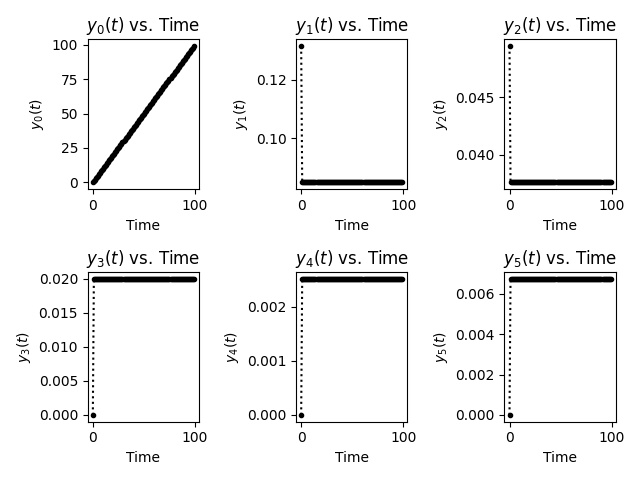 y₀(t) vs. Time
y₁(t) vs. Time
y₂(t) vs. Time
100
75
50
25
0
y₀(t)
0 100
Time
0.12
0.10
y₁(t)
0 100
Time
0.045
0.040
y₂(t)
0 100
Time
y₃(t) vs. Time
y₄(t) vs. Time
y₅(t) vs. Time
0.020
0.015
0.010
0.005
0.000
y₃(t)
0 100
Time
0.002
0.001
0.000
y₄(t)
0 100
Time
0.006
0.004
0.002
0.000
y₅(t)
0 100
Time